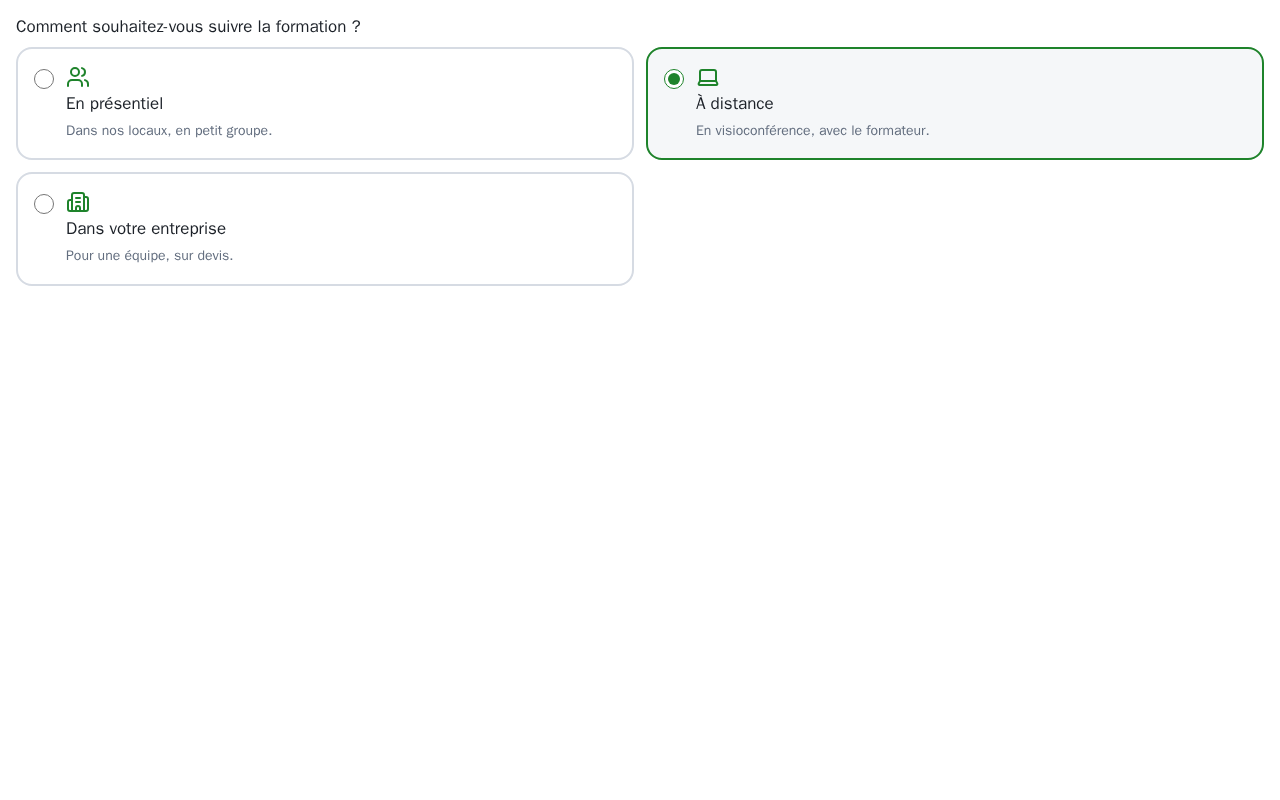 Comment souhaitez-vous suivre la formation ?
En présentiel
Dans nos locaux, en petit groupe.
À distance
En visioconférence, avec le formateur.
Dans votre entreprise
Pour une équipe, sur devis.